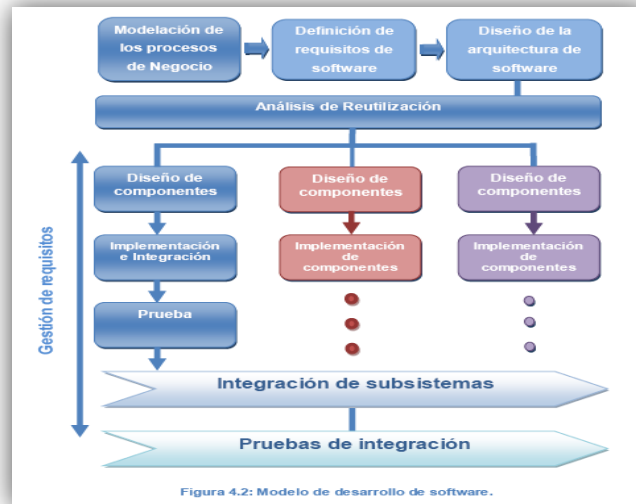 Modelación de
los procesos
de Negocio
Definición de
requisitos de
software
Diseño de la
arquitectura de
software
Análisis de Reutilización
Gestión de requisitos
Diseño de
componentes
Diseño de
componentes
Diseño de
componentes
Implementación
e Integración
Implementación
de
componentes
Implementación
de
componentes
Prueba
Integración de subsistemas
Pruebas de integración
Figura 4.2: Modelo de desarrollo de software.